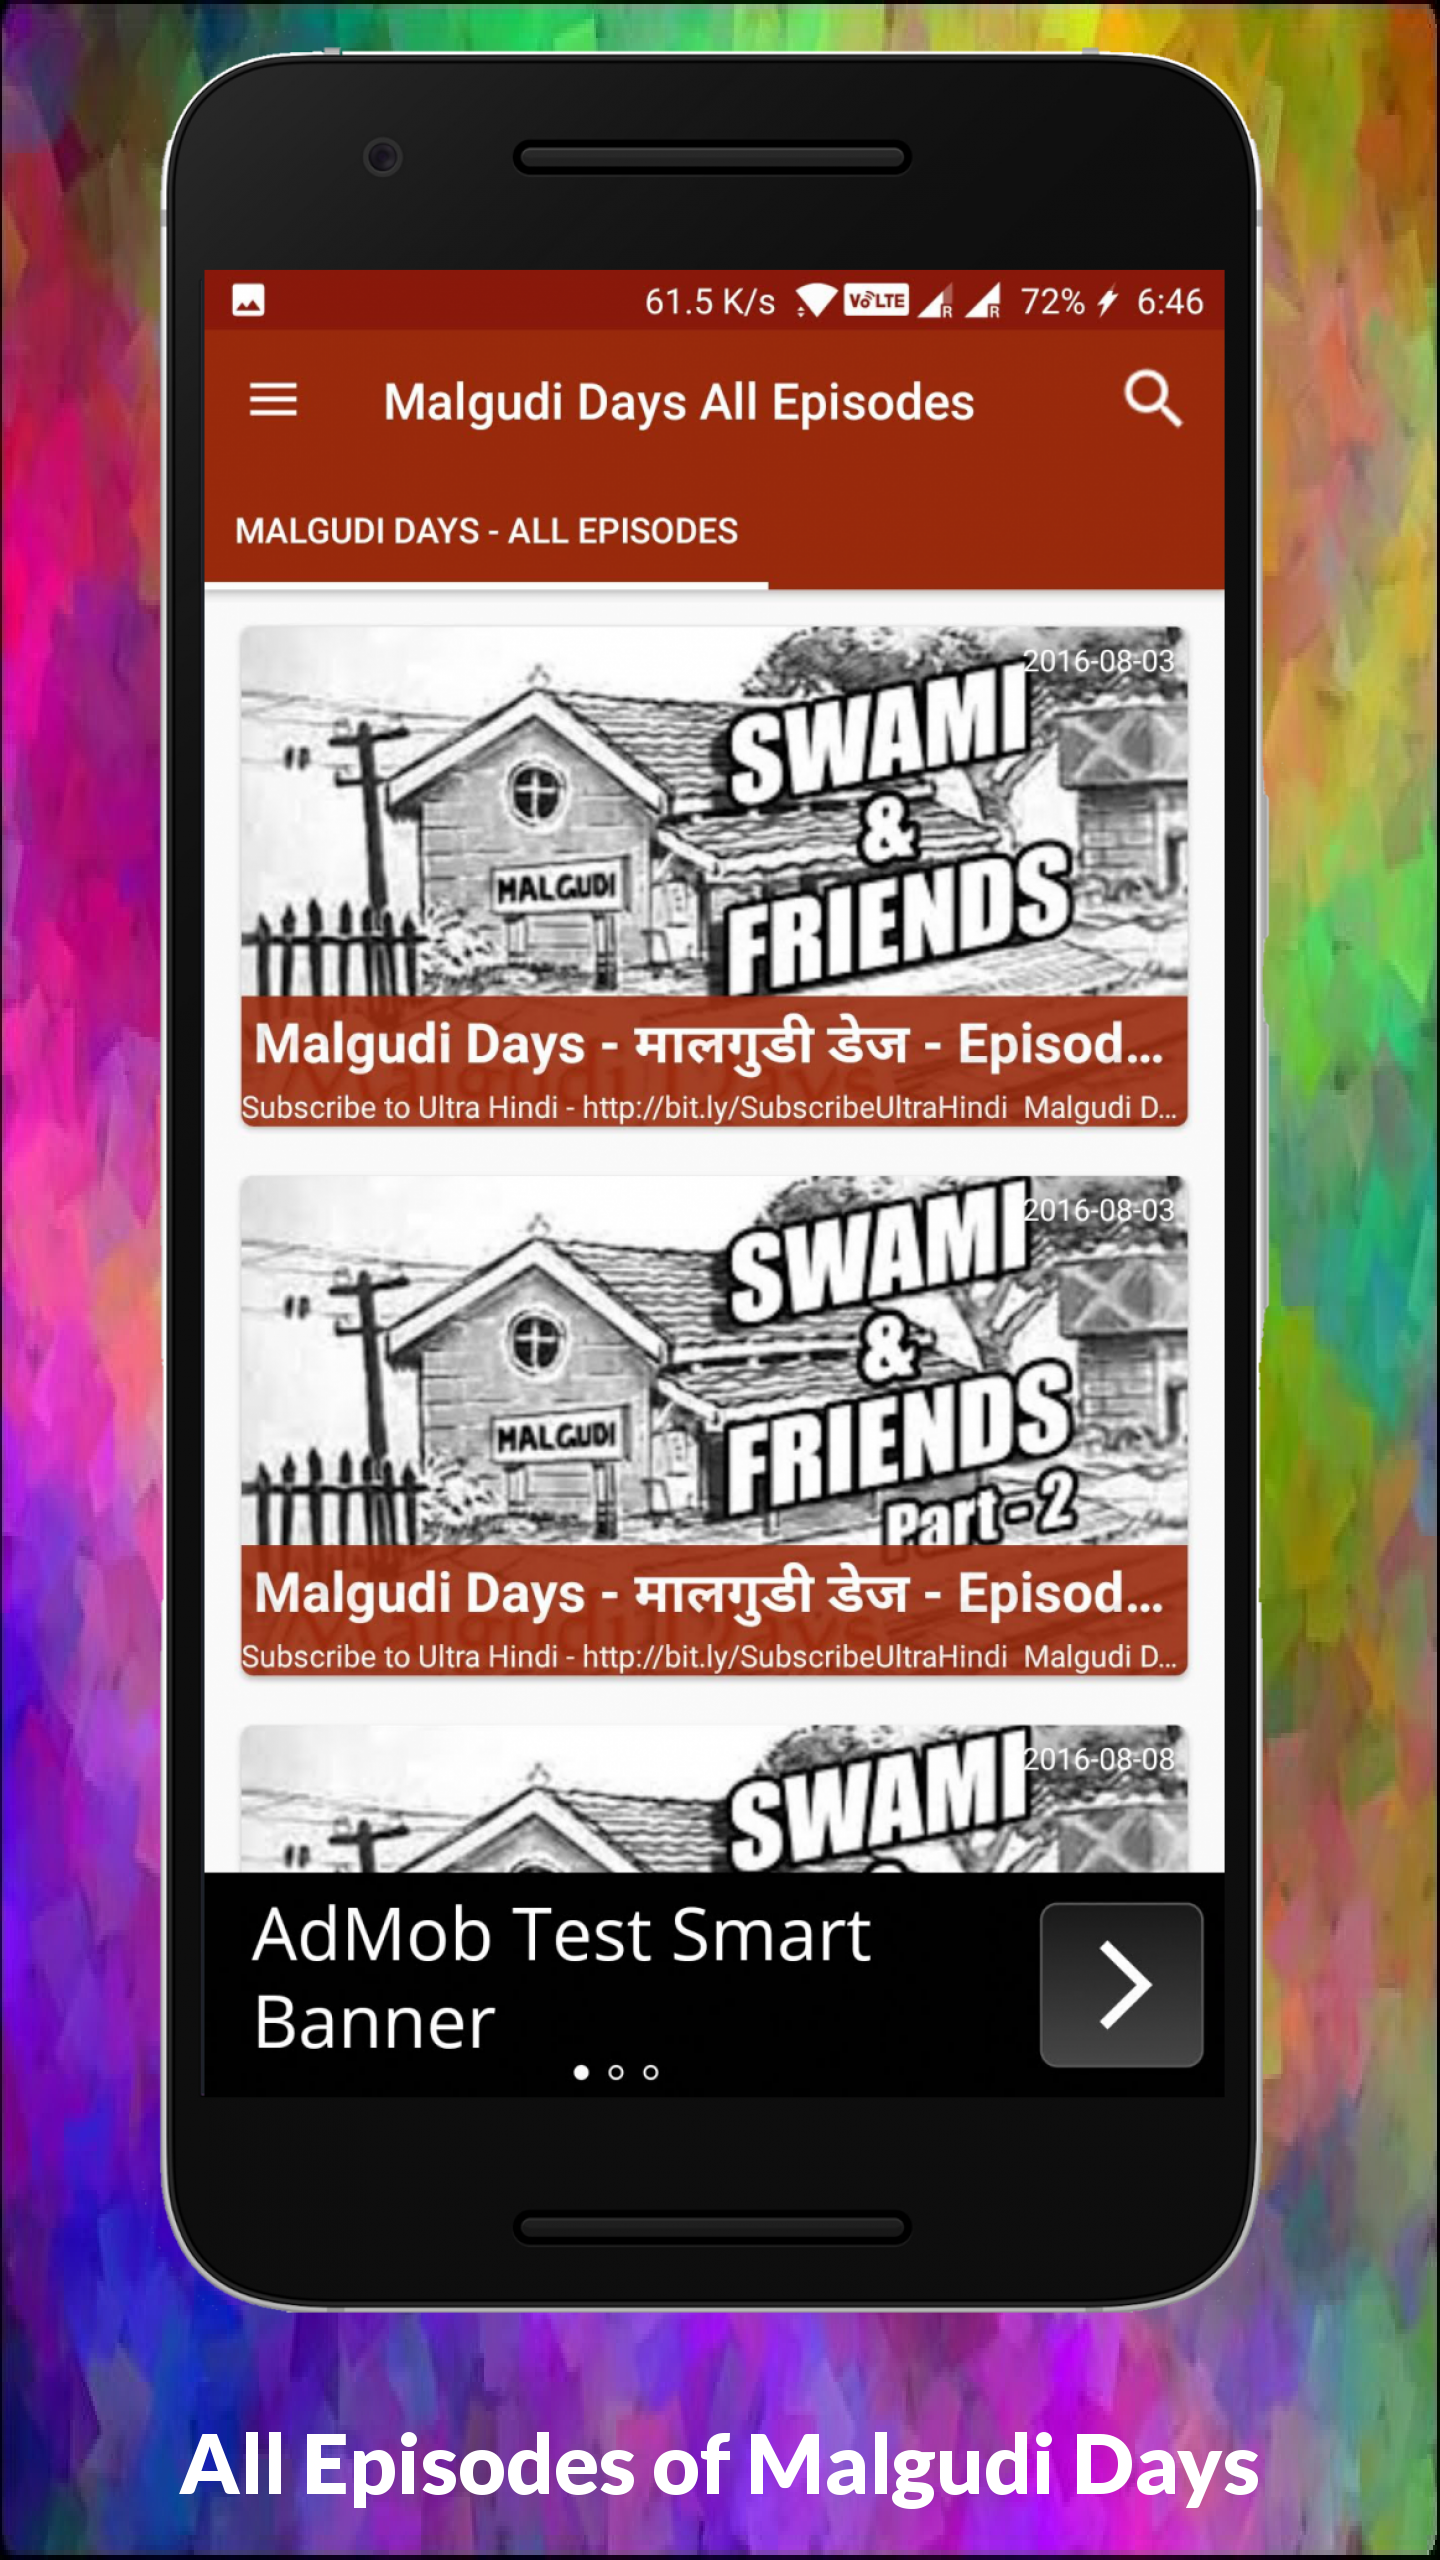 61.5 K/s VoLTE R R 72% 6:46
Malgudi Days All Episodes
MALGUDI DAYS - ALL EPISODES
2016-08-03
SWAMI
&
FRIENDS
MALGUDI
Malgudi Days - मालगुडी डेज - Episod...
Subscribe to Ultra Hindi - http://bit.ly/SubscribeUltraHindi Malgudi D...
2016-08-03
SWAMI
&
FRIENDS
Part-2
MALGUDI
Malgudi Days - मालगुडी डेज - Episod...
Subscribe to Ultra Hindi - http://bit.ly/SubscribeUltraHindi Malgudi D...
2016-08-08
SWAMI
AdMob Test Smart
Banner
All Episodes of Malgudi Days